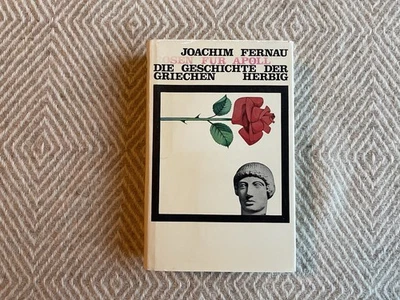 JOACHIM FERNAU
SEN FÜR APOLL
DIE GESCHICHTE DER
GRIECHEN HERBIG